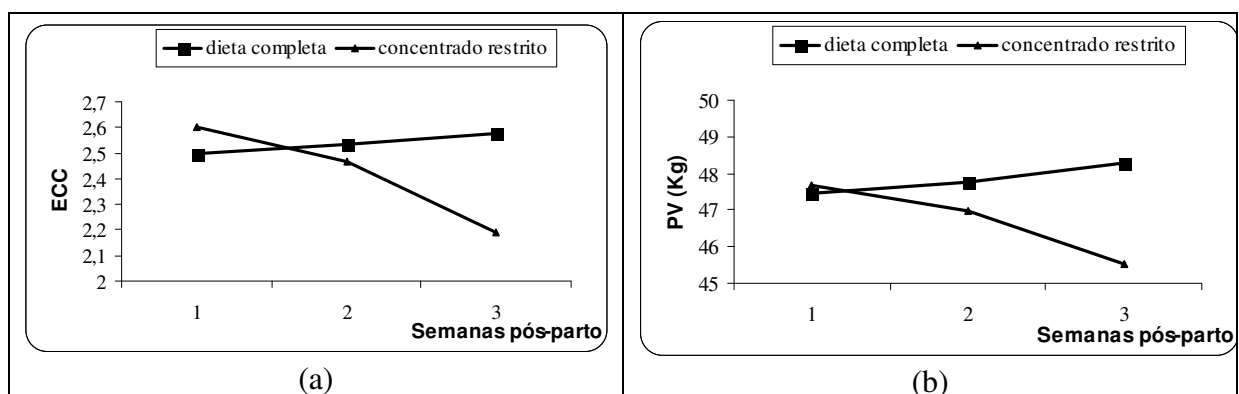 dieta completa concentrado restrito
2,7
2,6
2,5
2,4
2,3
2,2
2,1
2
ECC
1 2 3
Semanas pós-parto
(a)
dieta completa concentrado restrito
50
49
48
47
46
45
PV (Kg)
1 2 3
Semanas pós-parto
(b)